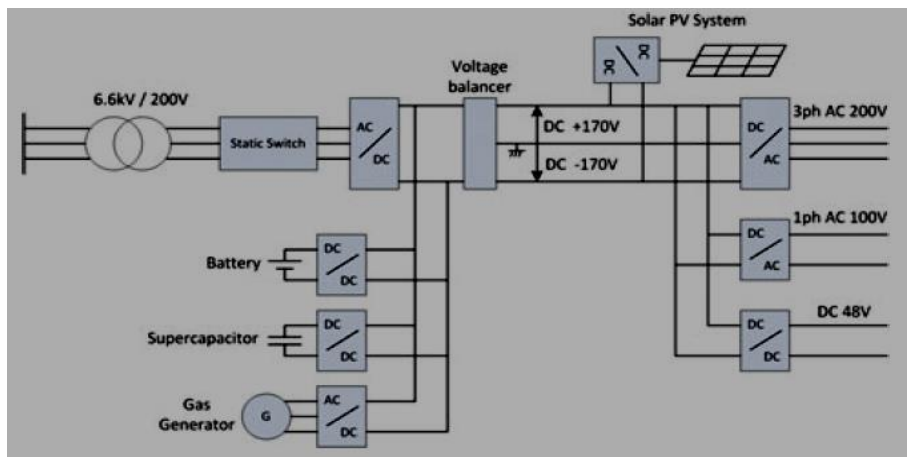 Solar PV System
DC
DC
Voltage
balancer
6.6kV / 200V
Static Switch
AC
DC
DC +170V
DC -170V
DC
AC
3ph AC 200V
DC
AC
1ph AC 100V
Battery
DC
DC
DC
DC
DC 48V
Supercapacitor
DC
DC
Gas
Generator
G
AC
DC